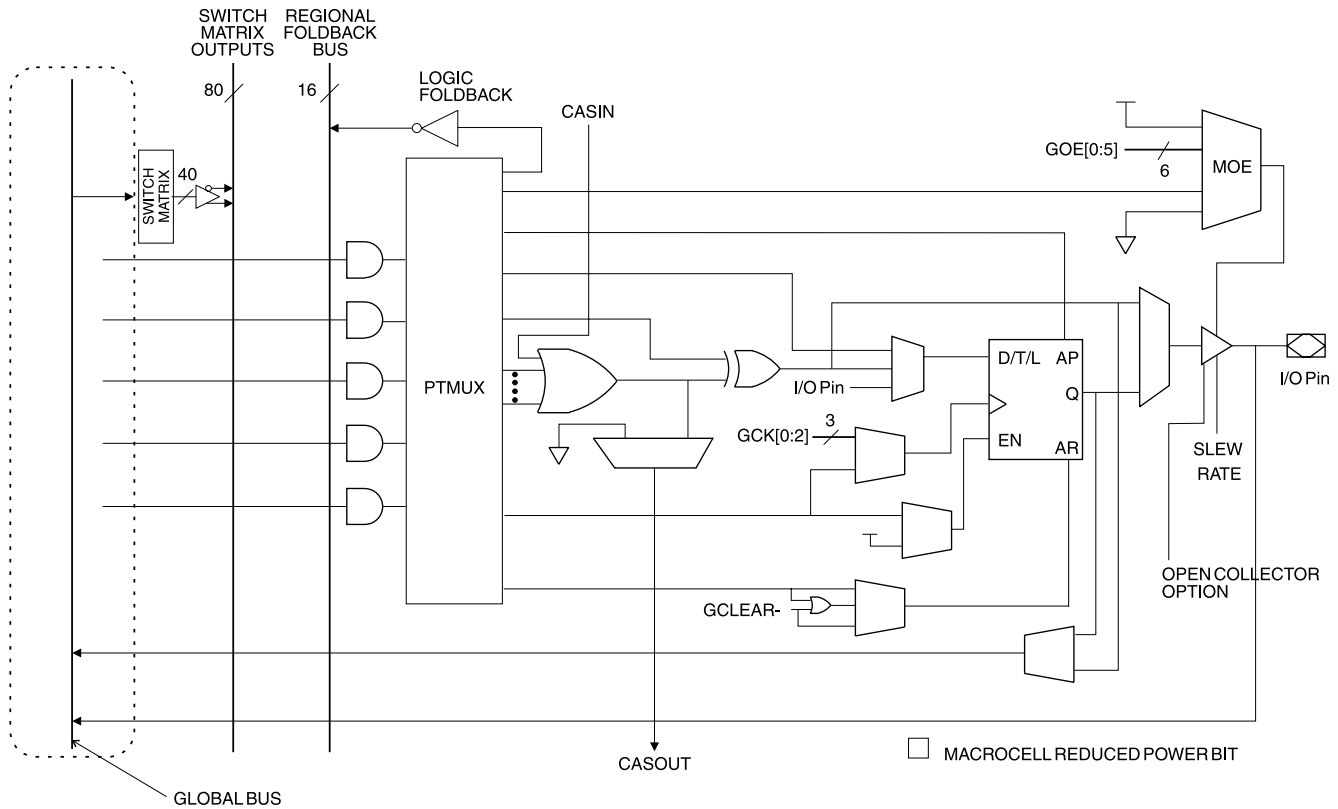 SWITCH
MATRIX
OUTPUTS
REGIONAL
FOLDBACK
BUS
80
16
LOGIC
FOLDBACK
CASIN
GOE[0:5]
6
MOE
SWITCH
MATRIX
40
PTMUX
I/O Pin
D/T/L
AP
Q
EN
AR
I/O Pin
GCK[0:2]
3
SLEW
RATE
OPEN COLLECTOR
OPTION
GCLEAR-
CASOUT
MACROCELL REDUCED POWER BIT
GLOBAL BUS